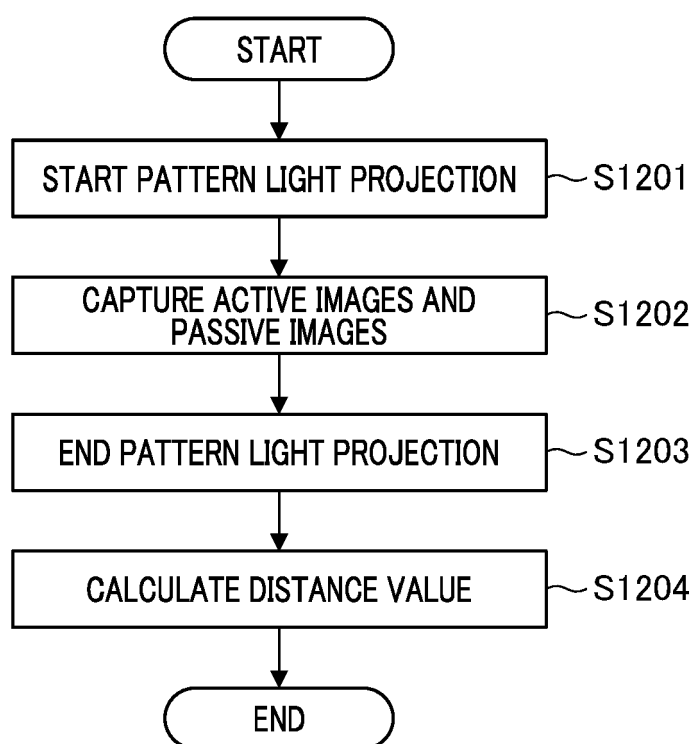 START
START PATTERN LIGHT PROJECTION
S1201
CAPTURE ACTIVE IMAGES AND
PASSIVE IMAGES
S1202
END PATTERN LIGHT PROJECTION
S1203
CALCULATE DISTANCE VALUE
S1204
END